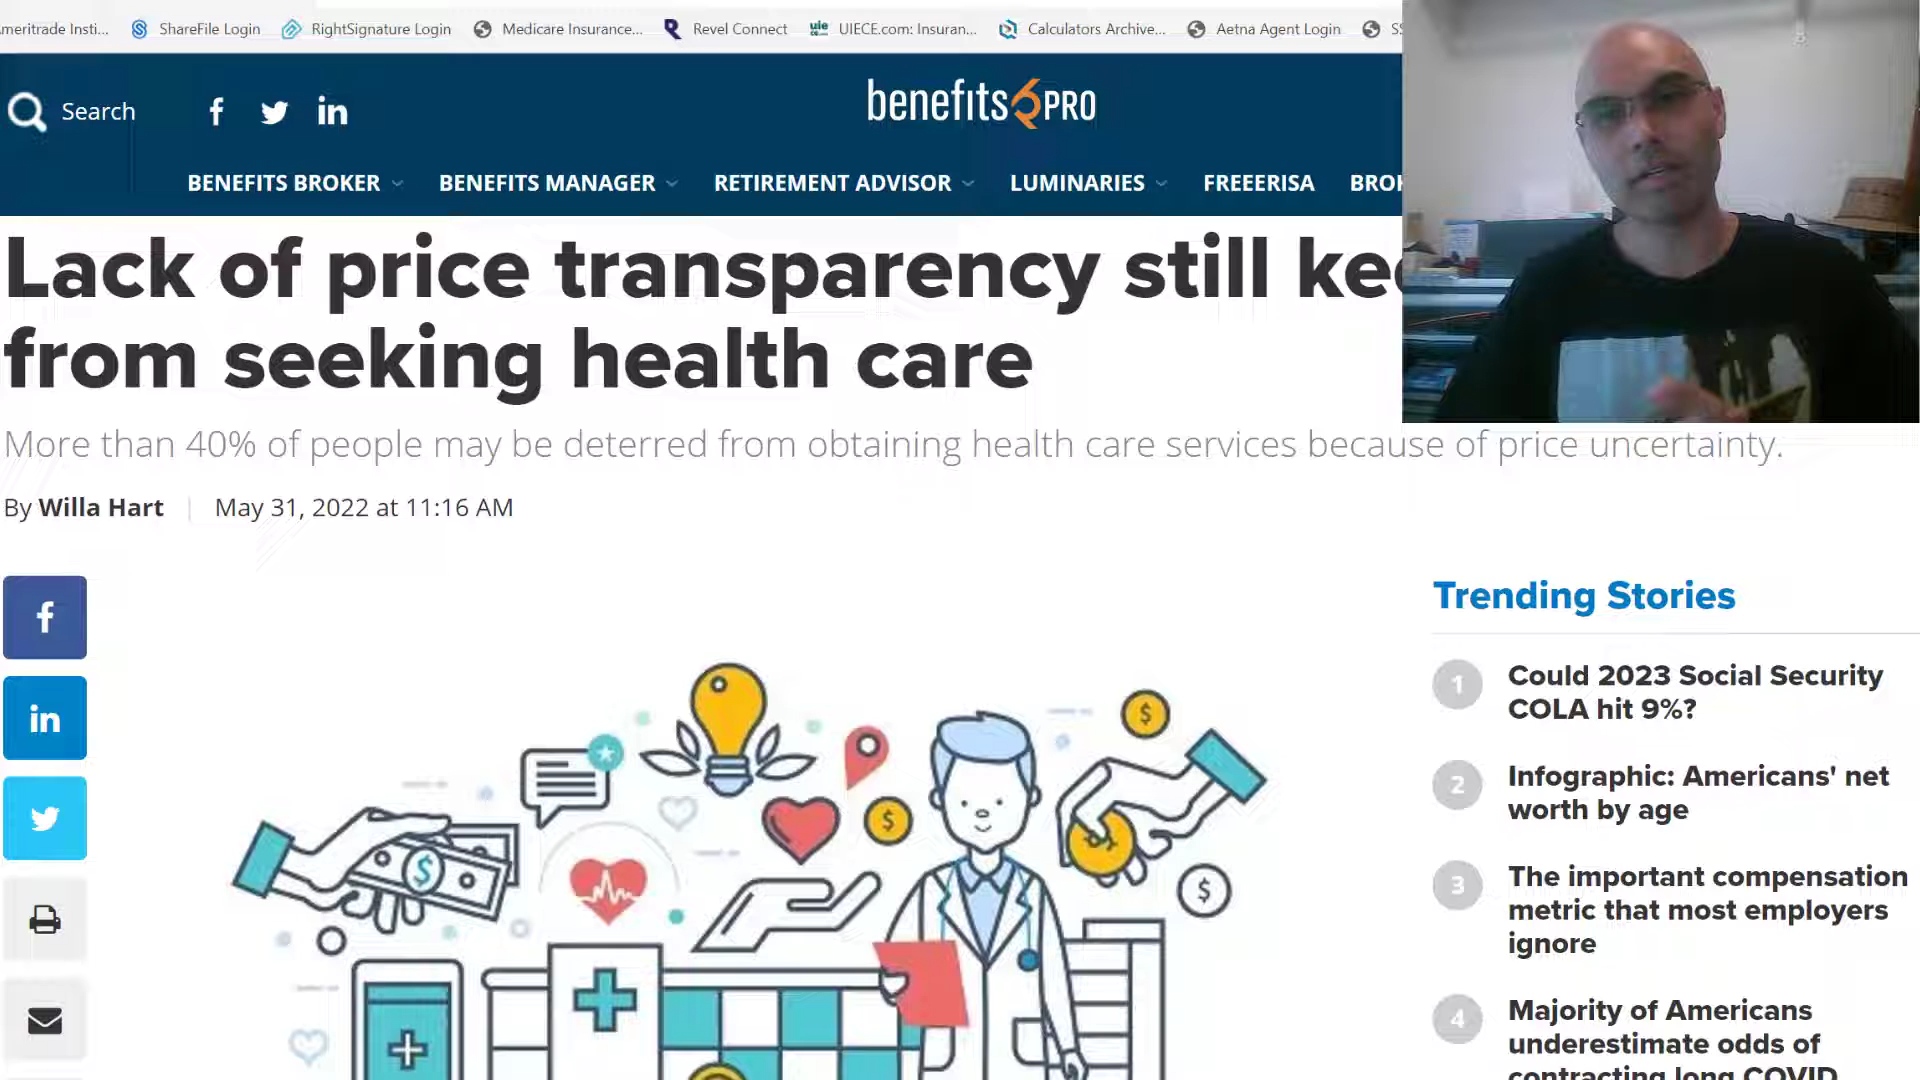 meritrade Insti...
ShareFile Login
RightSignature Login
Medicare Insurance...
Revel Connect
UIECE.com: Insuran...
Calculators Archive...
Aetna Agent Login
Search
benefits PRO
BENEFITS BROKER
BENEFITS MANAGER
RETIREMENT ADVISOR
LUMINARIES
FREEERISA
Lack of price transparency still
from seeking health care
More than 40% of people may be deterred from obtaining health care services because of price uncertainty.
By Willa Hart | May 31, 2022 at 11:16 AM
Trending Stories
1
Could 2023 Social Security
COLA hit 9%?
2
Infographic: Americans' net
worth by age
3
The important compensation
metric that most employers
ignore
4
Majority of Americans
underestimate odds of
contracting long COVID